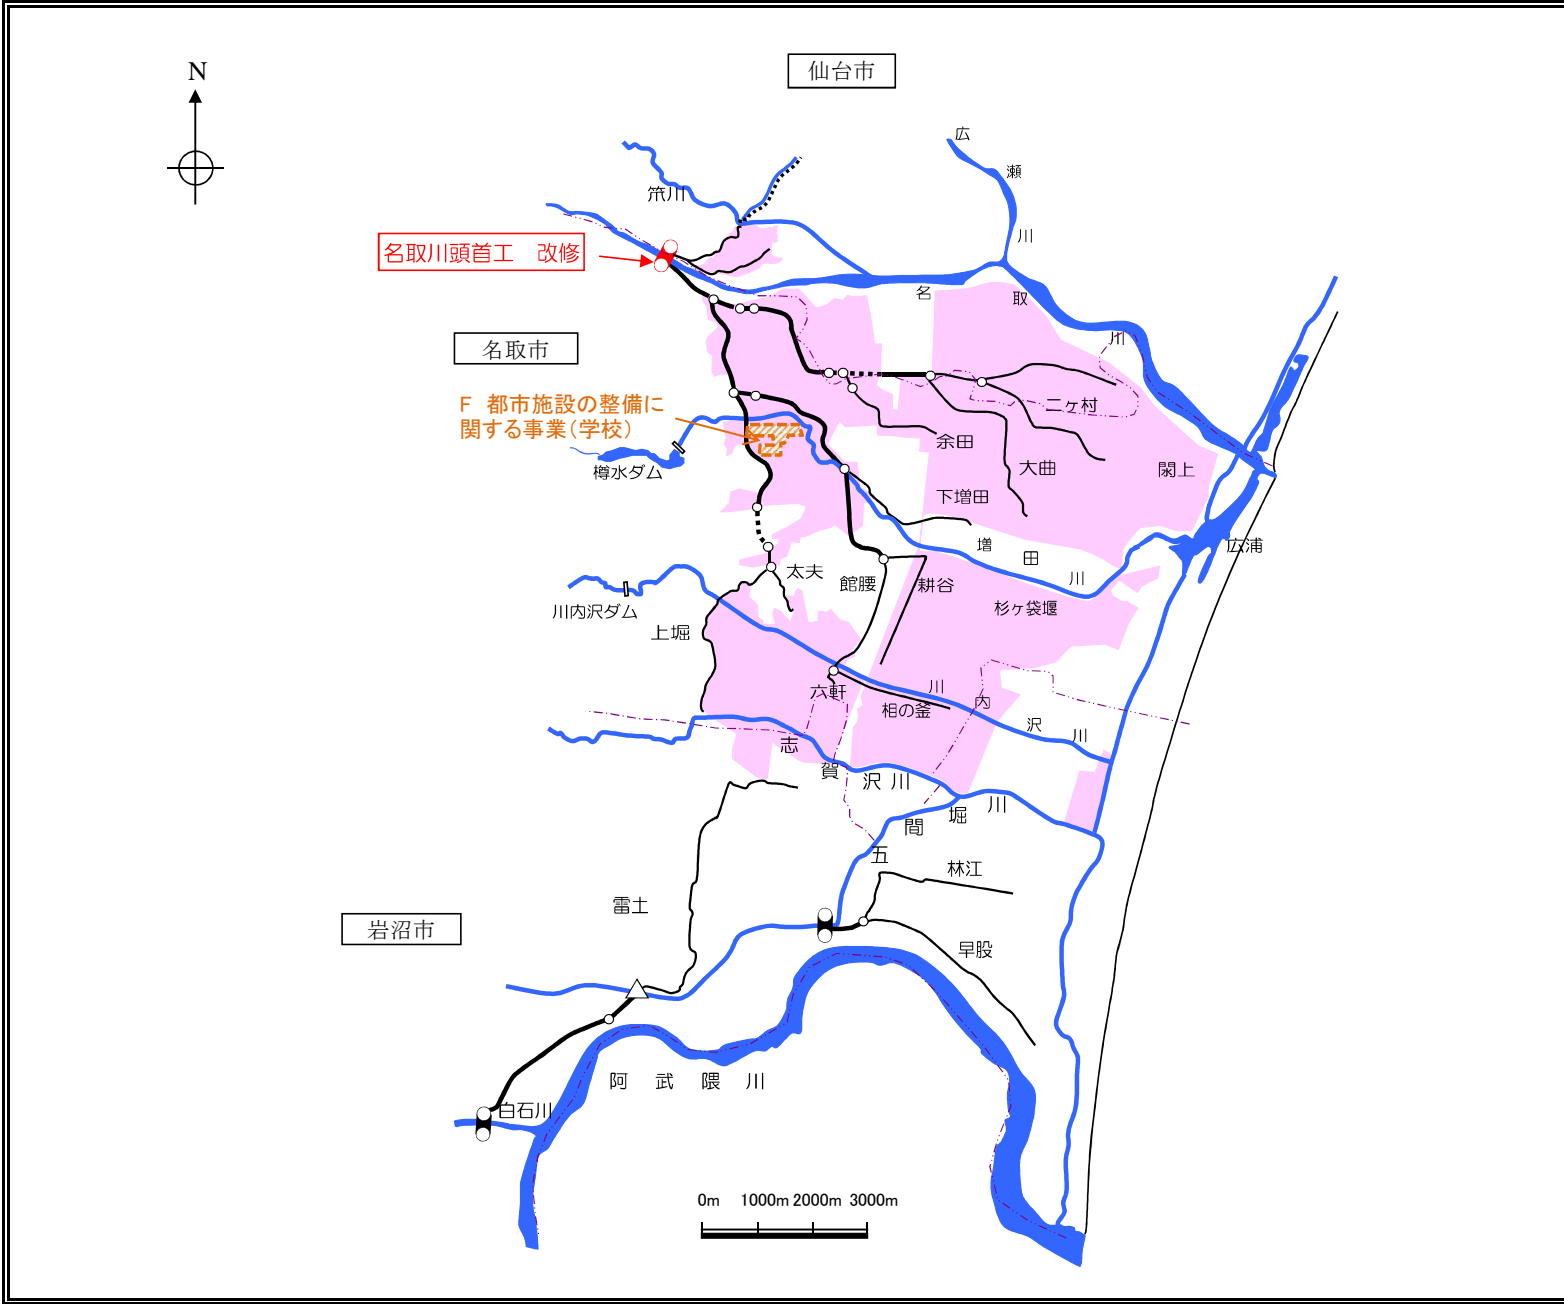 仙台市
N
広
瀬
川
笊川
名取川頭首工　改修
名
取
川
名取市
F　都市施設の整備に
関する事業(学校)
二ヶ村
余田
大曲
閖上
樽水ダム
下増田
増
田
川
広浦
太夫
館腰
耕谷
杉ヶ袋堰
川内沢ダム
上堀
六軒
相の釜
川
内
沢
川
志
賀
沢
川
五
間
堀
川
林江
雷土
岩沼市
早股
阿武隈川
白石川
0m 1000m 2000m 3000m